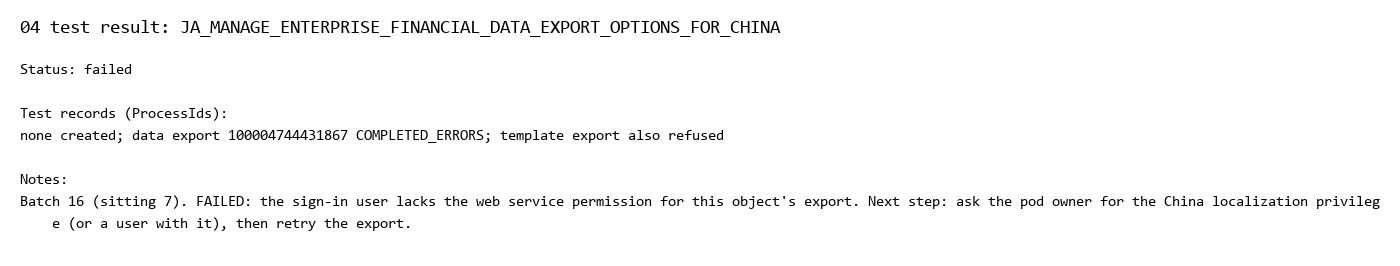 04 test result: JA_MANAGE_ENTERPRISE_FINANCIAL_DATA_EXPORT_OPTIONS_FOR_CHINA
Status: failed
Test records (ProcessIds):
none created; data export 100004744431867 COMPLETED_ERRORS; template export also refused
Notes:
Batch 16 (sitting 7). FAILED: the sign-in user lacks the web service permission for this object's export. Next step: ask the pod owner for the China localization privileg
e (or a user with it), then retry the export.